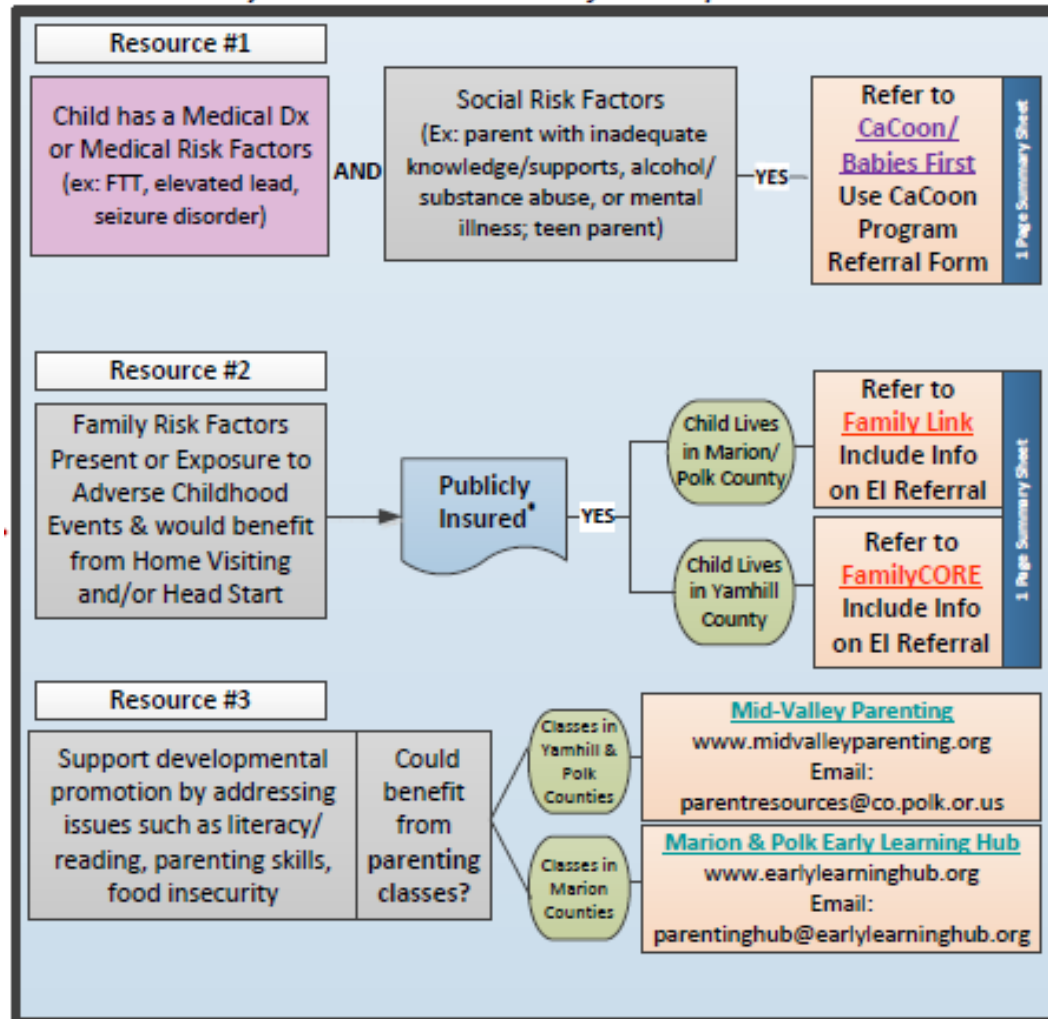 Resource #1
Child has a Medical Dx
or Medical Risk Factors
(ex: FTT, elevated lead,
seizure disorder)
AND
Social Risk Factors
(Ex: parent with inadequate
knowledge/supports, alcohol/
substance abuse, or mental
illness; teen parent)
YES
Refer to
CaCoon/
Babies First
Use CaCoon
Program
Referral Form
1 Page Summary Sheet
Resource #2
Family Risk Factors
Present or Exposure to
Adverse Childhood
Events & would benefit
from Home Visiting
and/or Head Start
Publicly
Insured*
YES
Child Lives
in Marion/
Polk County
Refer to
Family Link
Include Info
on EI Referral
Child Lives
in Yamhill
County
Refer to
FamilyCORE
Include Info
on EI Referral
1 Page Summary Sheet
Resource #3
Support developmental
promotion by addressing
issues such as literacy/
reading, parenting skills,
food insecurity
Could
benefit
from
parenting
classes?
Classes in
Yamhill &
Polk
Counties
Mid-Valley Parenting
www.midvalleyparenting.org
Email:
parentresources@co.polk.or.us
Classes in
Marion
Counties
Marion & Polk Early Learning Hub
www.earlylearninghub.org
Email:
parentinghub@earlylearninghub.org